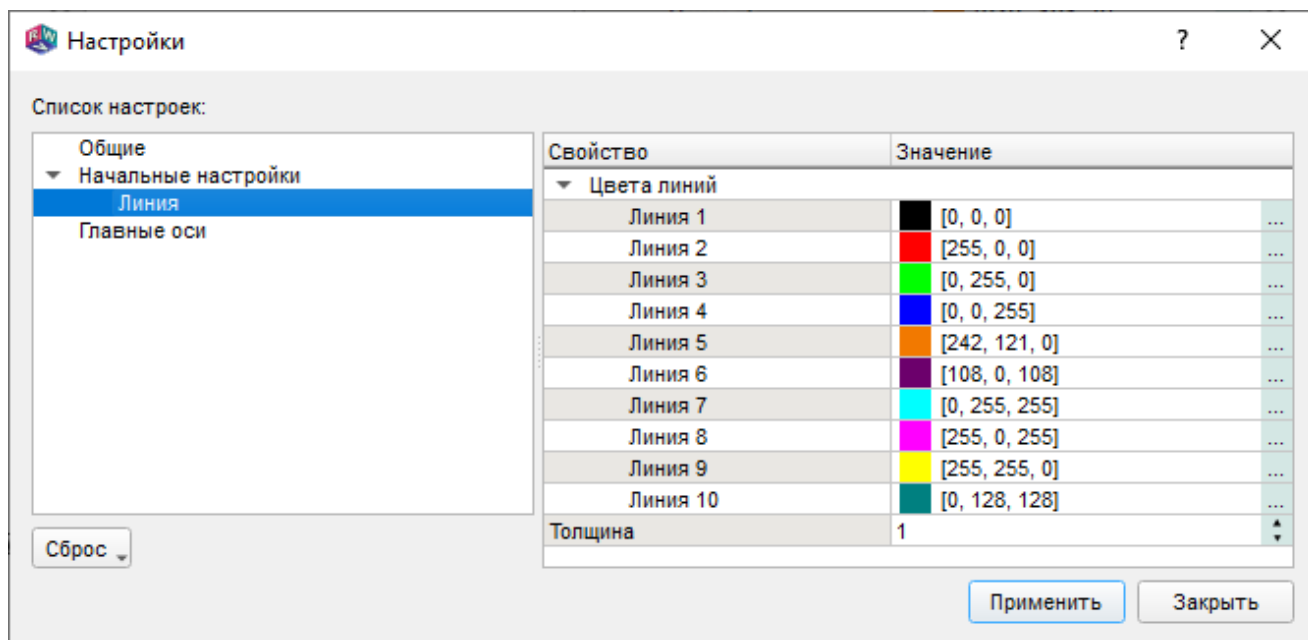 Настройки
?
Список настроек:
Общие
Начальные настройки
Линия
Главные оси
Сброс
Свойство Значение
Цвета линий
Линия 1 [0, 0, 0] ...
Линия 2 [255, 0, 0] ...
Линия 3 [0, 255, 0] ...
Линия 4 [0, 0, 255] ...
Линия 5 [242, 121, 0] ...
Линия 6 [108, 0, 108] ...
Линия 7 [0, 255, 255] ...
Линия 8 [255, 0, 255] ...
Линия 9 [255, 255, 0] ...
Линия 10 [0, 128, 128] ...
Толщина 1
Применить Закрыть